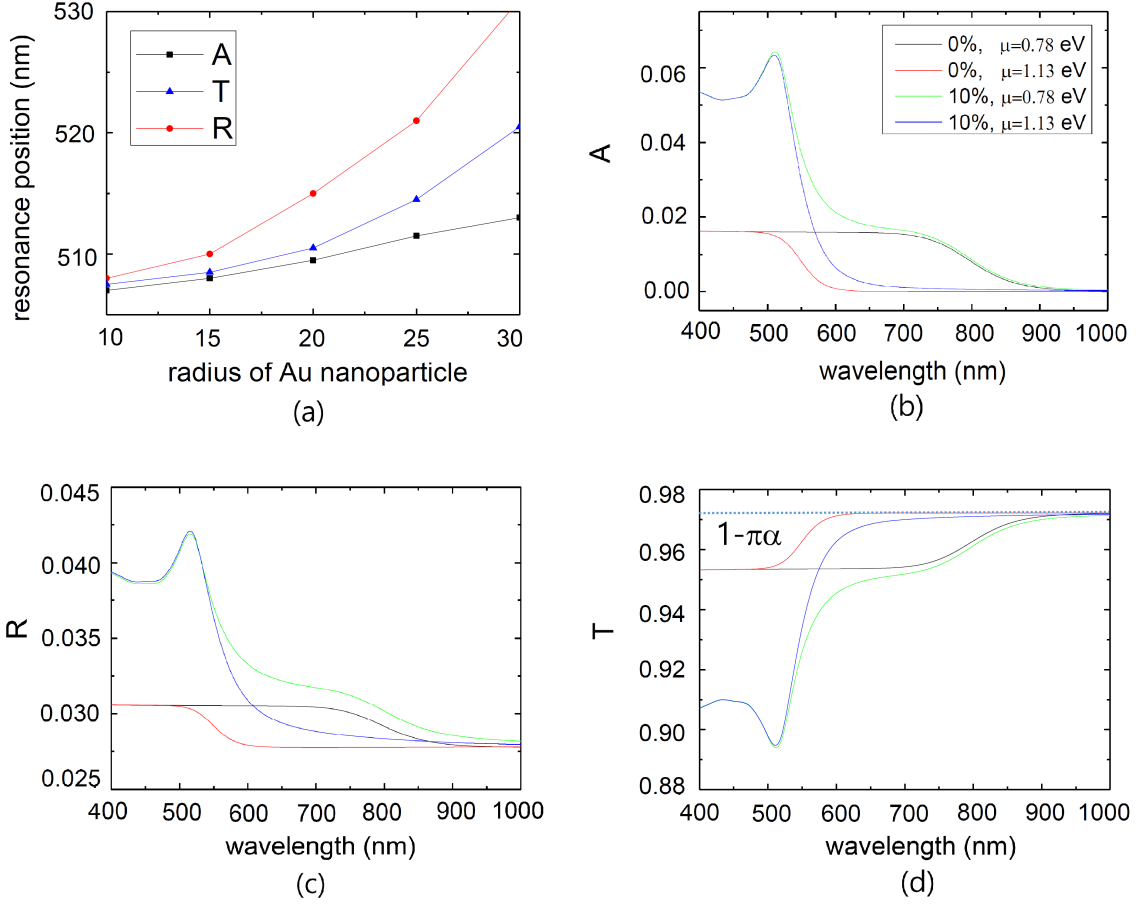 530
520
510
resonance position (nm)
A
T
R
10 15 20 25 30
radius of Au nanoparticle
(a)
0.06
0.04
0.02
0.00
A
0%, μ=0.78 eV
0%, μ=1.13 eV
10%, μ=0.78 eV
10%, μ=1.13 eV
400 500 600 700 800 900 1000
wavelength (nm)
(b)
0.045
0.040
0.035
0.030
0.025
R
400 500 600 700 800 900 1000
wavelength (nm)
(c)
0.98
0.96
0.94
0.92
0.90
0.88
T
1-πα
400 500 600 700 800 900 1000
wavelength (nm)
(d)